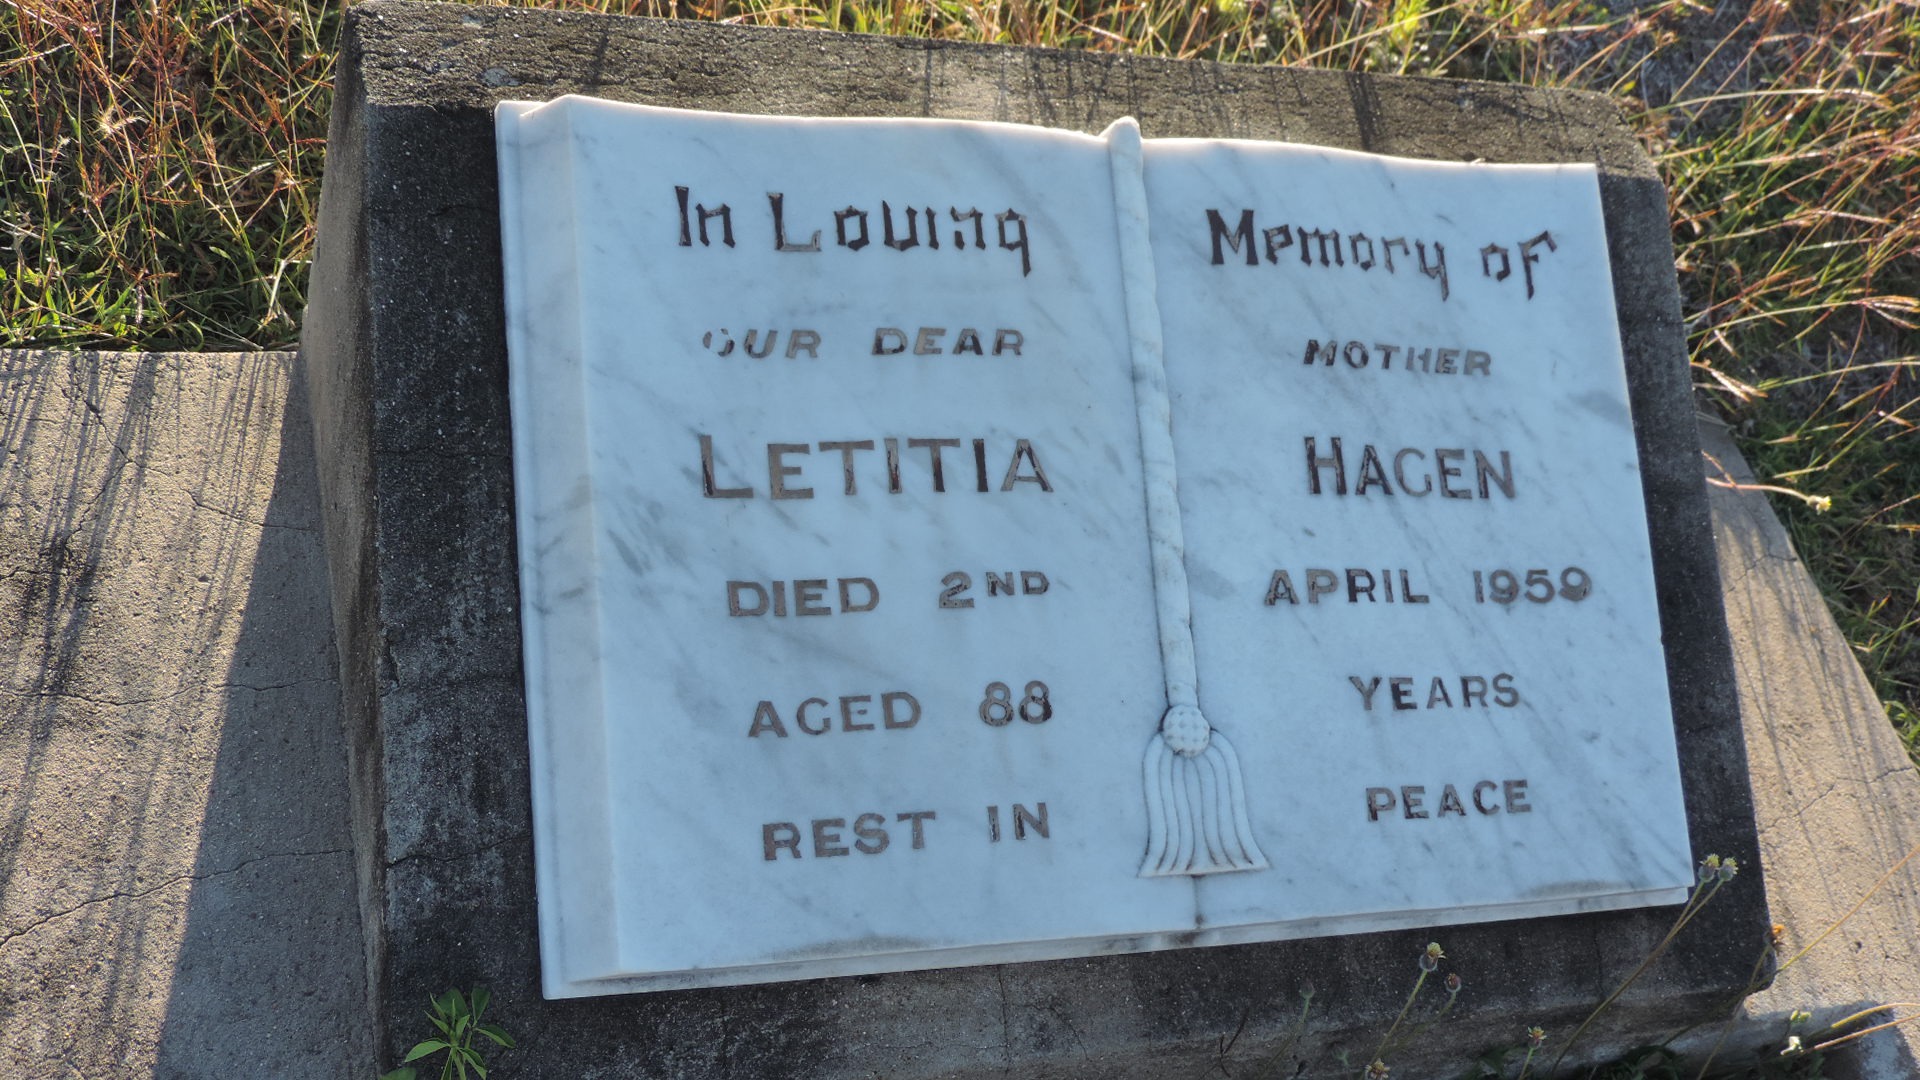 In Loving Memory of
OUR DEAR MOTHER
LETITIA HAGEN
DIED 2ND APRIL 1959
AGED 88 YEARS
REST IN PEACE